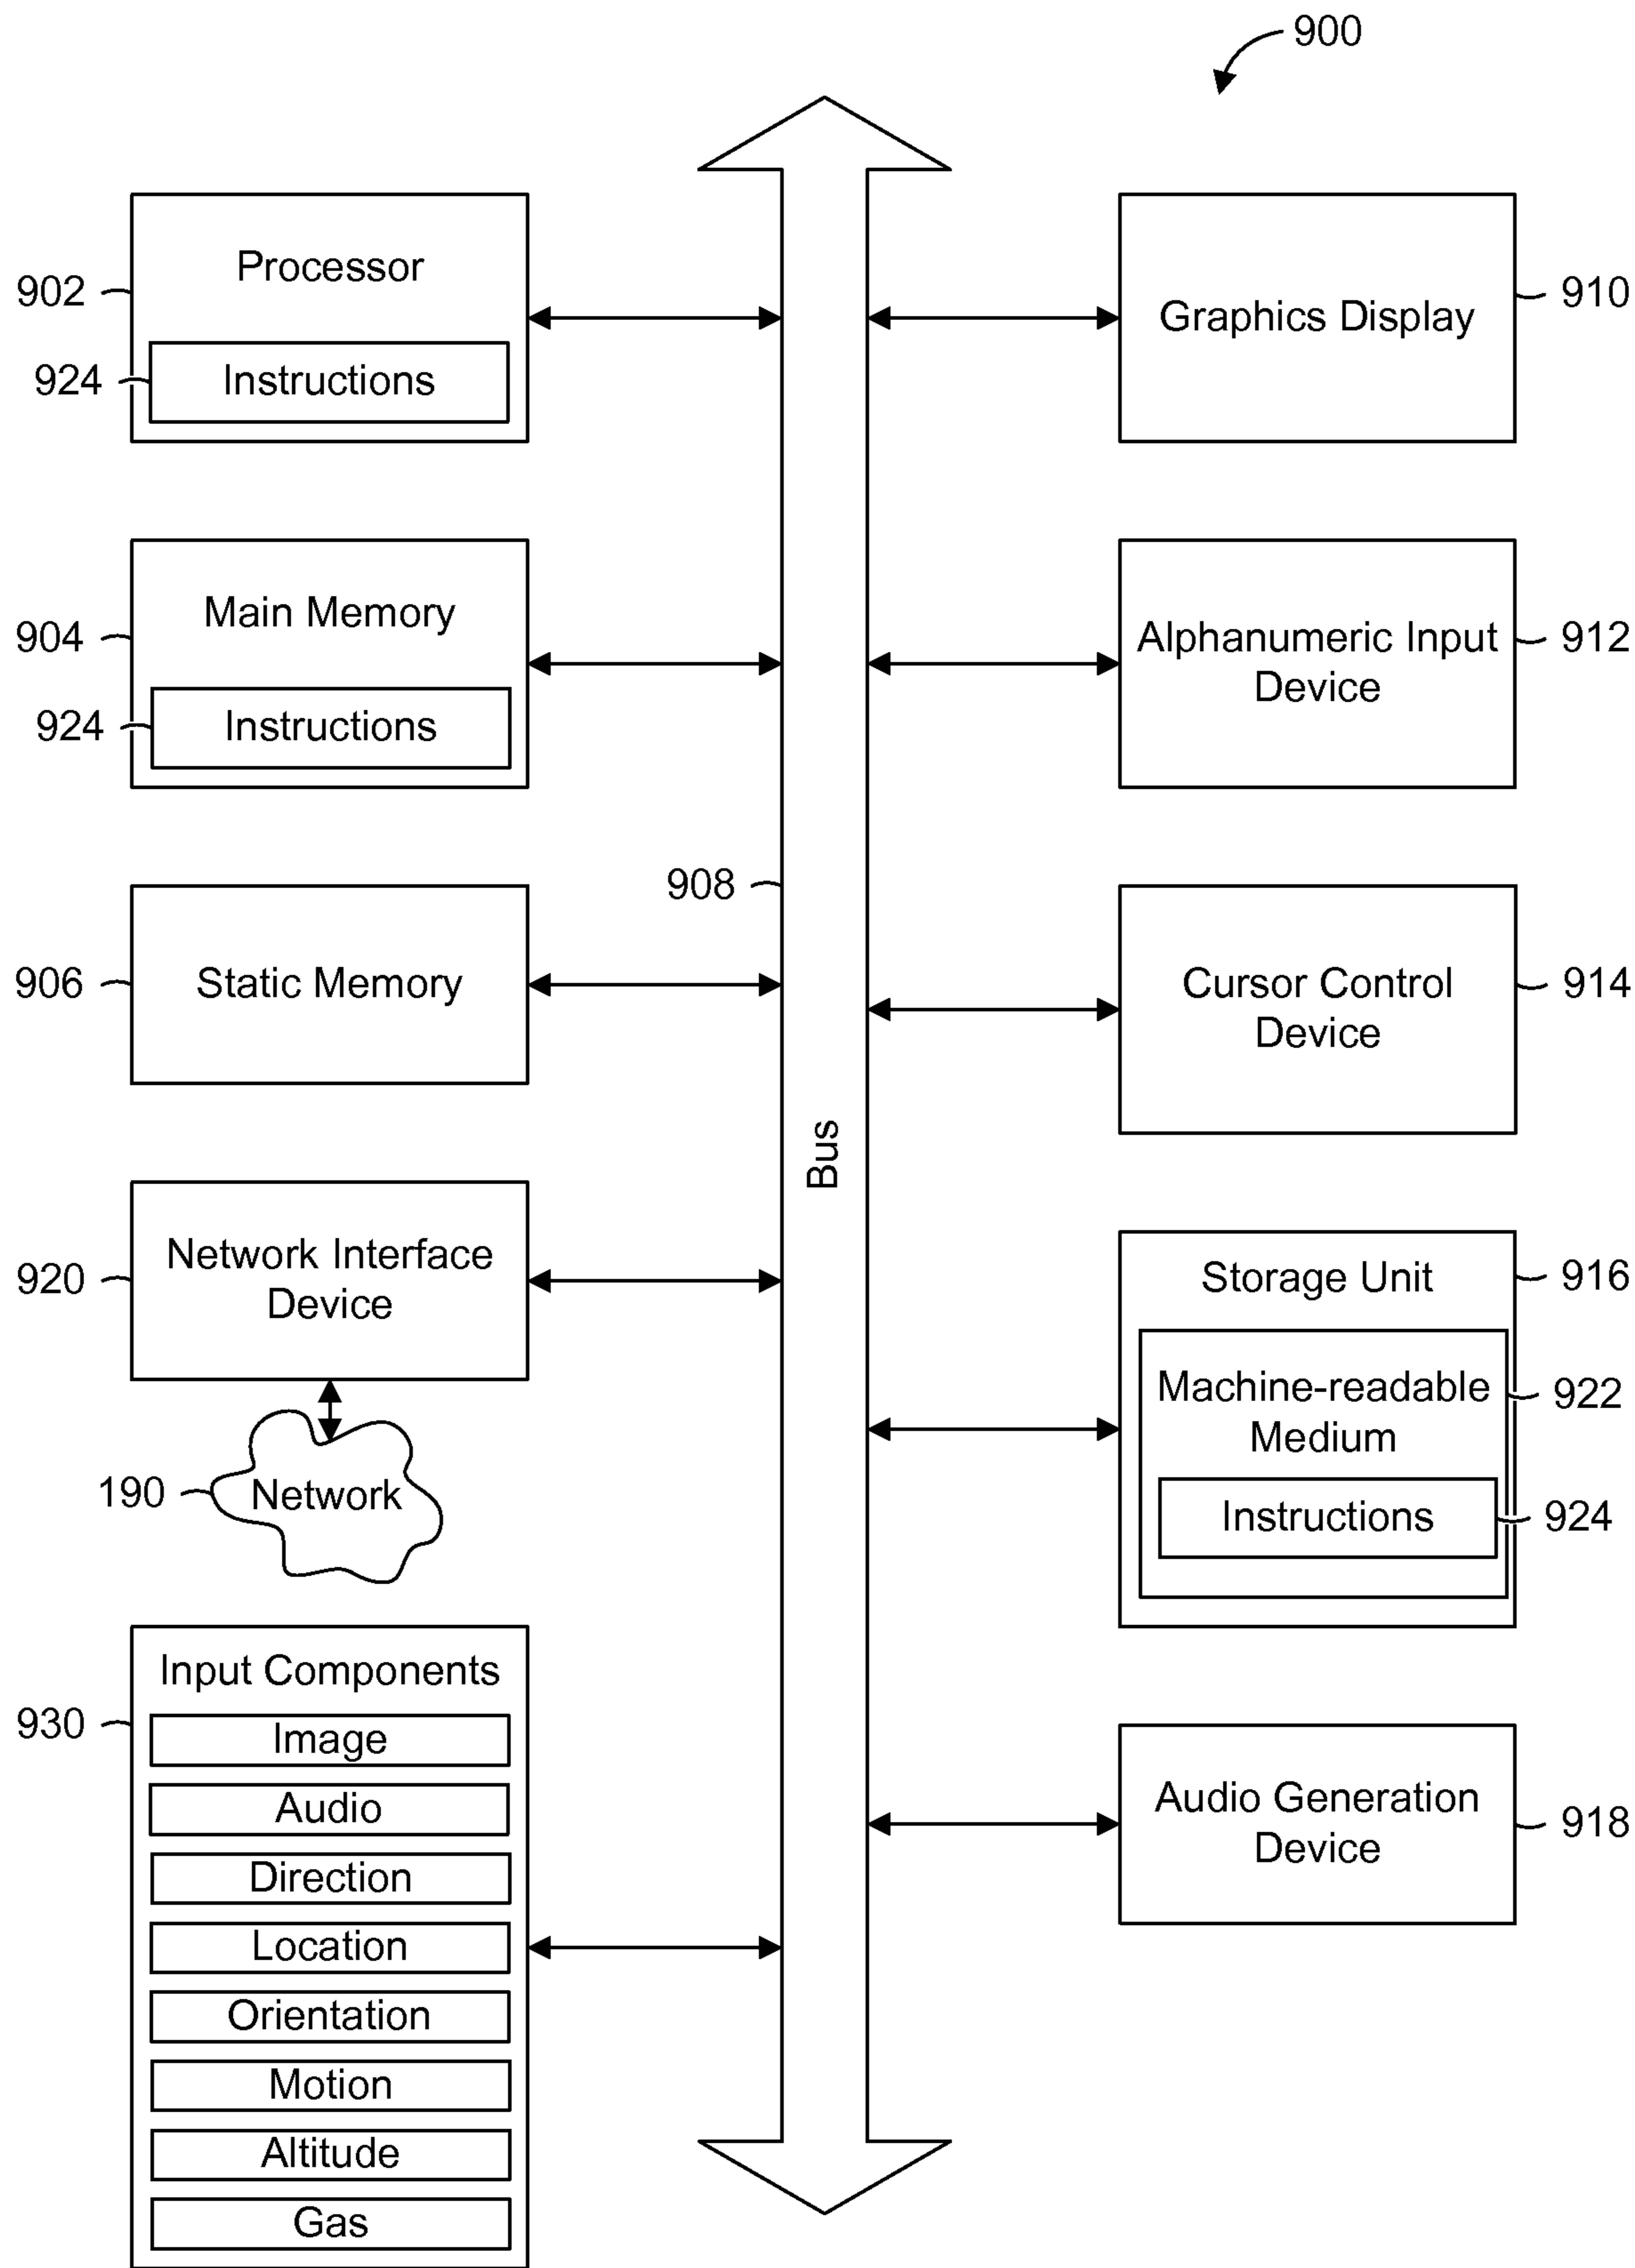 900
Processor
902
924
Instructions
Main Memory
904
924
Instructions
Static Memory
906
Network Interface
Device
920
190
Network
Input Components
930
Image
Audio
Direction
Location
Orientation
Motion
Altitude
Gas
908
Bus
Graphics Display
910
Alphanumeric Input
Device
912
Cursor Control
Device
914
Storage Unit
916
Machine-readable
Medium
922
Instructions
924
Audio Generation
Device
918